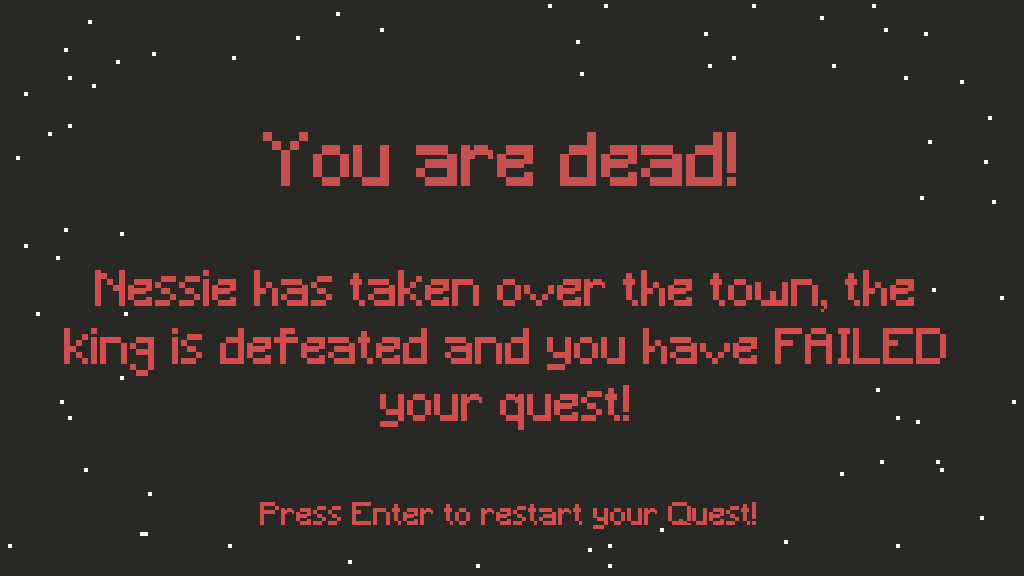 You are dead!
Nessie has taken over the town, the
king is defeated and you have FAILED
your quest!
Press Enter to restart your Quest!